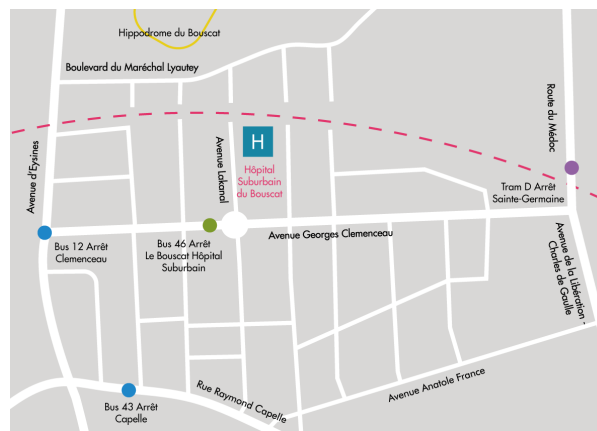 Hippodrome du Bouscat
Boulevard du Maréchal Lyautey
Route du Médoc
Avenue d'Eysines
Avenue Lakanal
H
Hôpital
Suburbain
du Bouscat
Tram D Arrêt
Sainte-Germaine
Bus 12 Arrêt
Clemenceau
Bus 46 Arrêt
Le Bouscat Hôpital
Suburbain
Avenue Georges Clemenceau
Avenue de la Libération -
Charles de Gaulle
Bus 43 Arrêt
Capelle
Rue Raymond Capelle
Avenue Anatole France